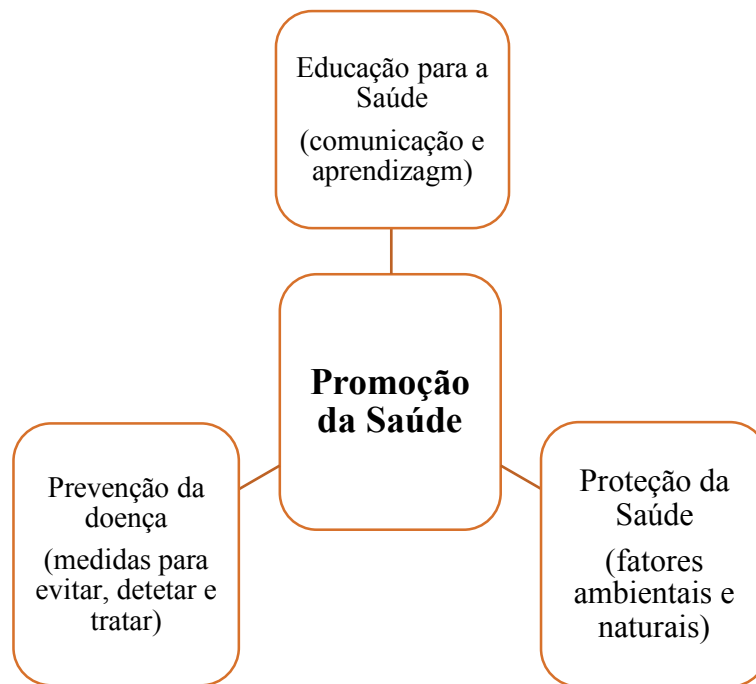 Educação para a
Saúde
(comunicação e
aprendizagm)
Promoção
da Saúde
Prevenção da
doença
(medidas para
evitar, detetar e
tratar)
Proteção da
Saúde
(fatores
ambientais e
naturais)